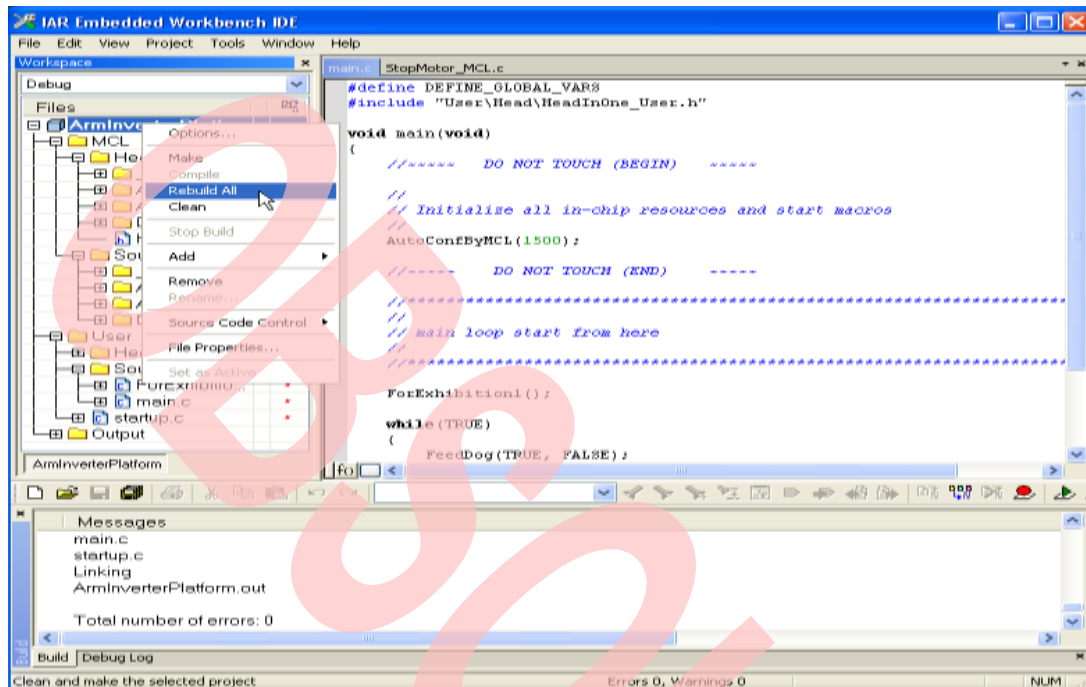 IAR Embedded Workbench IDE
File Edit View Project Tools Window Help
Workspace
main.c StopMotor_MCL.c
Debug
Files
MCL
Output
startup.c
main.c
User
ArmInverterPlatform
Options...
Make
Compile
Rebuild All
Clean
Stop Build
Add
Remove
Rename...
Source Code Control
File Properties...
Set as Active
#define DEFINE_GLOBAL_VARS
#include "User\Head\HeadInOne_User.h"
void main(void)
{
//~~~~~ DO NOT TOUCH (BEGIN) ~~~~~
//
// Initialize all in-chip resources and start macros
//
AutoConfByMCL(1500);
//----- DO NOT TOUCH (END) -----
//
// main loop start from here
//
ForExhibition1();
while(TRUE)
{
FeedDog(TRUE, FALSE);
Messages
main.c
startup.c
Linking
ArmInverterPlatform.out
Total number of errors: 0
Build Debug Log
Clean and make the selected project
Errors 0, Warnings 0
NUM